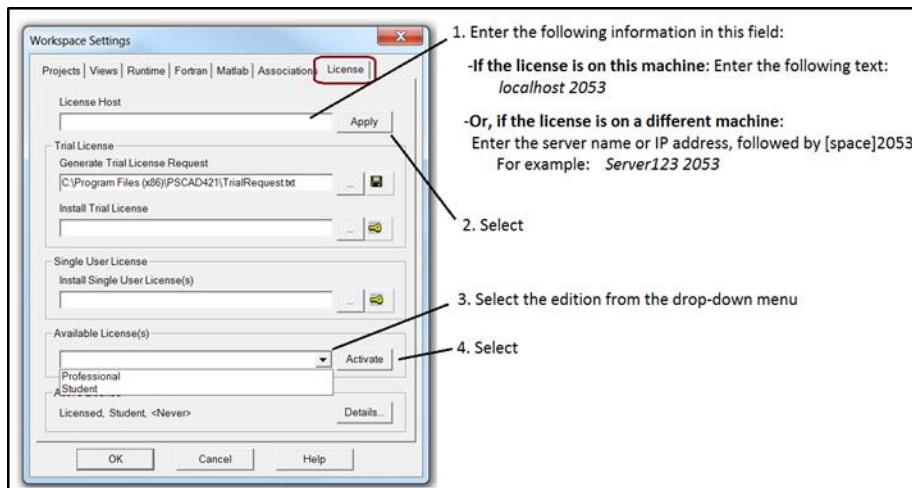 Workspace Settings
Projects Views Runtime Fortran Matlab Associations License
License Host
Apply
Trial License
Generate Trial License Request
C:\Program Files (x86)\PSCAD421\TrialRequest.txt
...
Install Trial License
...
Single User License
Install Single User License(s)
...
Available License(s)
Activate
Professional
Student
Licensed, Student, <Never>
Details...
OK Cancel Help
1. Enter the following information in this field:
-If the license is on this machine: Enter the following text:
localhost 2053
-Or, if the license is on a different machine:
Enter the server name or IP address, followed by [space]2053
For example: Server123 2053
2. Select
3. Select the edition from the drop-down menu
4. Select